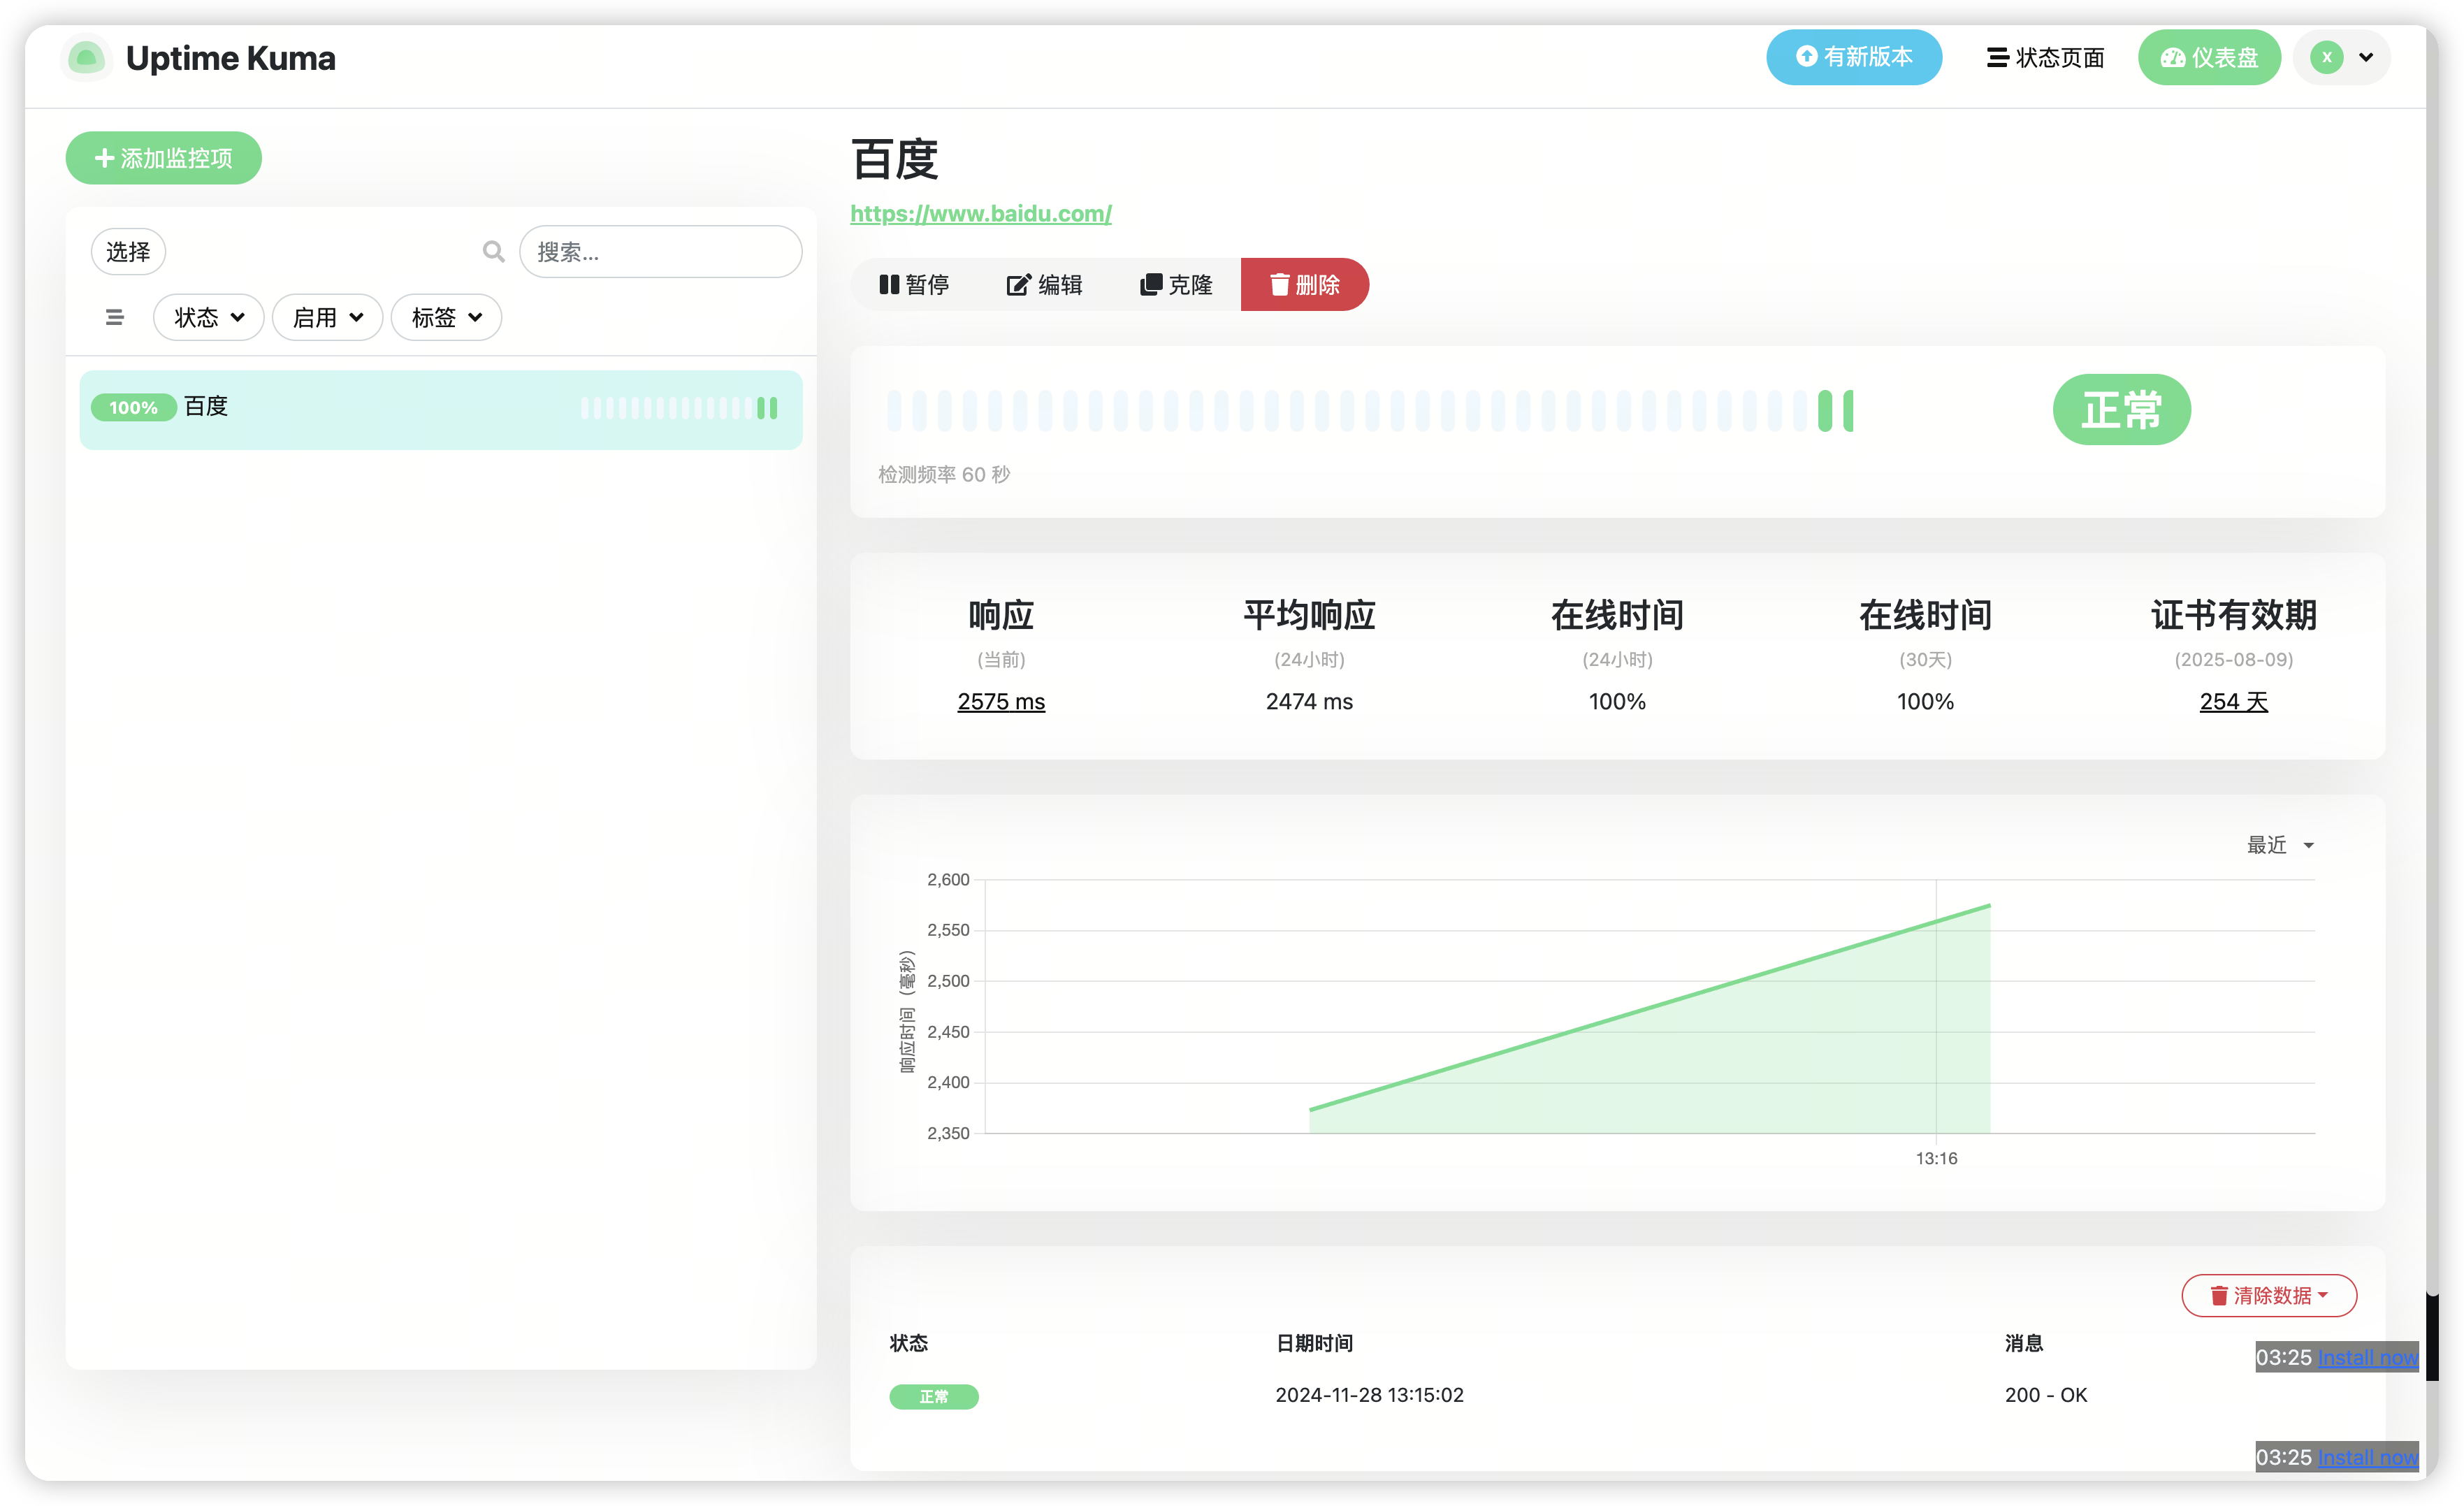 Uptime Kuma
有新版本
状态页面
仪表盘
X
添加监控项
选择
搜索...
状态
启用
标签
100%
百度
百度
https://www.baidu.com/
暂停
编辑
克隆
删除
正常
检测频率 60 秒
响应
(当前)
2575 ms
平均响应
(24小时)
2474 ms
在线时间
(24小时)
100%
在线时间
(30天)
100%
证书有效期
(2025-08-09)
254 天
最近
响应时间（毫秒）
2,600
2,550
2,500
2,450
2,400
2,350
13:16
清除数据
状态
日期时间
消息
正常
2024-11-28 13:15:02
200 - OK
03:25 Install now
03:25 Install now